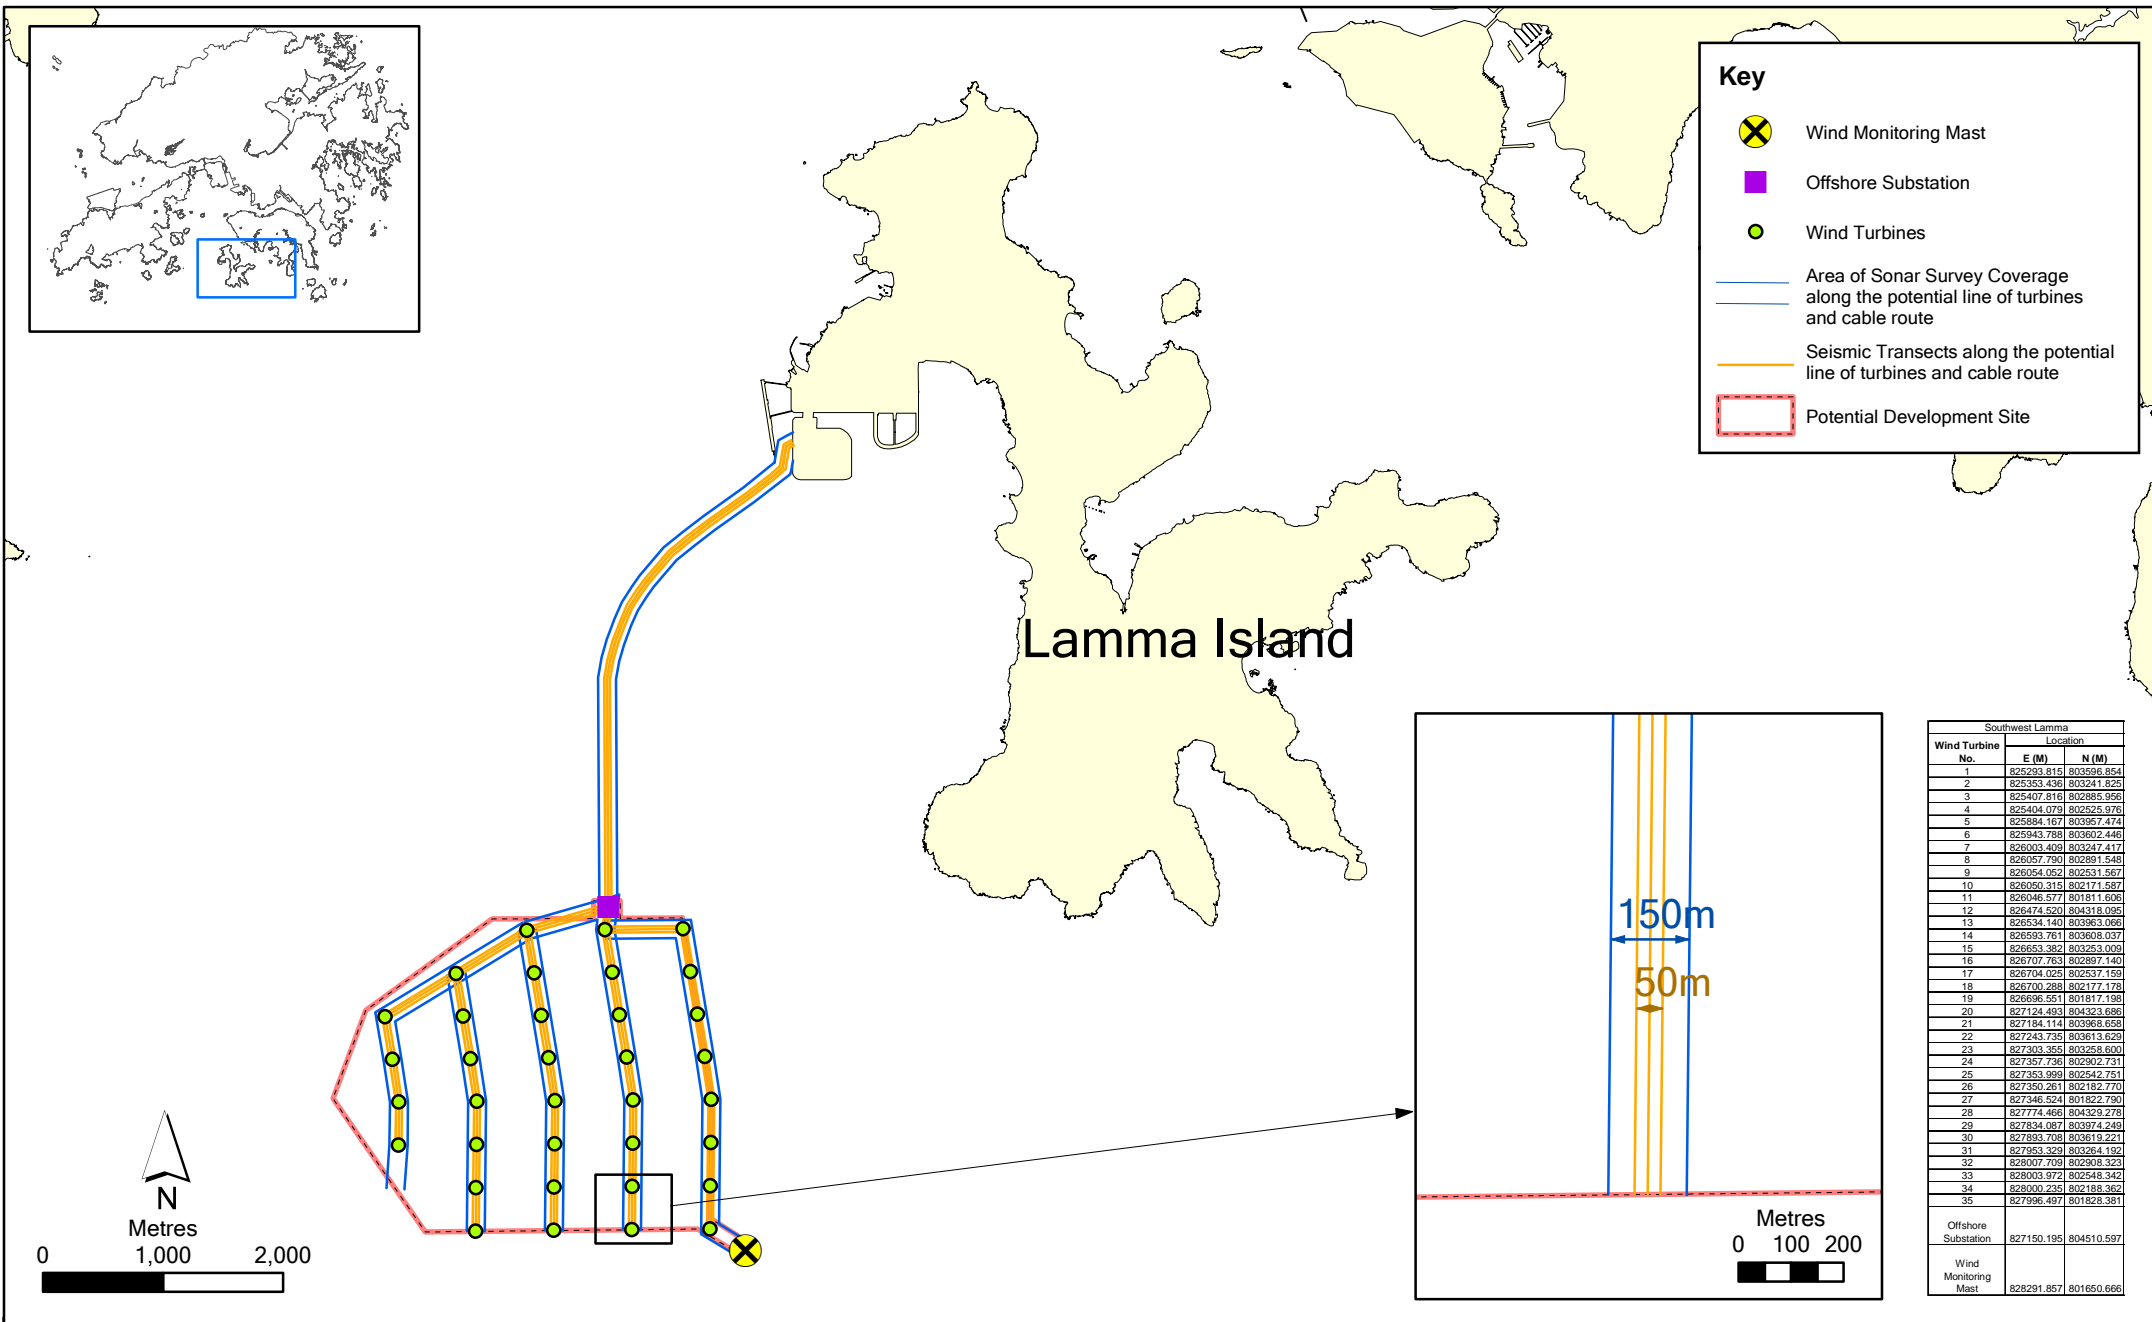 Key
Wind Monitoring Mast
Offshore Substation
Wind Turbines
Area of Sonar Survey Coverage
along the potential line of turbines
and cable route
Seismic Transects along the potential
line of turbines and cable route
Potential Development Site
Lamma Island
150m
50m
Metres
0 100 200
N
Metres
0 1,000 2,000
Southwest Lamma
Wind Turbine No. Location
E (M) N (M)
1 825293.815 803596.854
2 825353.436 803241.825
3 825407.816 802885.956
4 825404.079 802525.976
5 825884.167 803957.474
6 825943.788 803602.446
7 826003.409 803247.417
8 826057.790 802891.548
9 826054.052 802531.567
10 826050.315 802171.587
11 826046.577 801811.606
12 826474.520 804318.095
13 826534.140 803963.066
14 826593.761 803608.037
15 826653.382 803253.009
16 826707.763 802897.140
17 826704.025 802537.159
18 826700.288 802177.178
19 826696.551 801817.198
20 827124.493 804323.686
21 827184.114 803968.658
22 827243.735 803613.629
23 827303.355 803258.600
24 827357.736 802902.731
25 827353.999 802542.751
26 827350.261 802182.770
27 827346.524 801822.790
28 827774.466 804329.278
29 827834.087 803974.249
30 827893.708 803619.221
31 827953.329 803264.192
32 828007.709 802908.323
33 828003.972 802548.342
34 828000.235 802188.362
35 827996.497 801828.381
Offshore
Substation 827150.195 804510.597
Wind
Monitoring
Mast 828291.857 801650.666